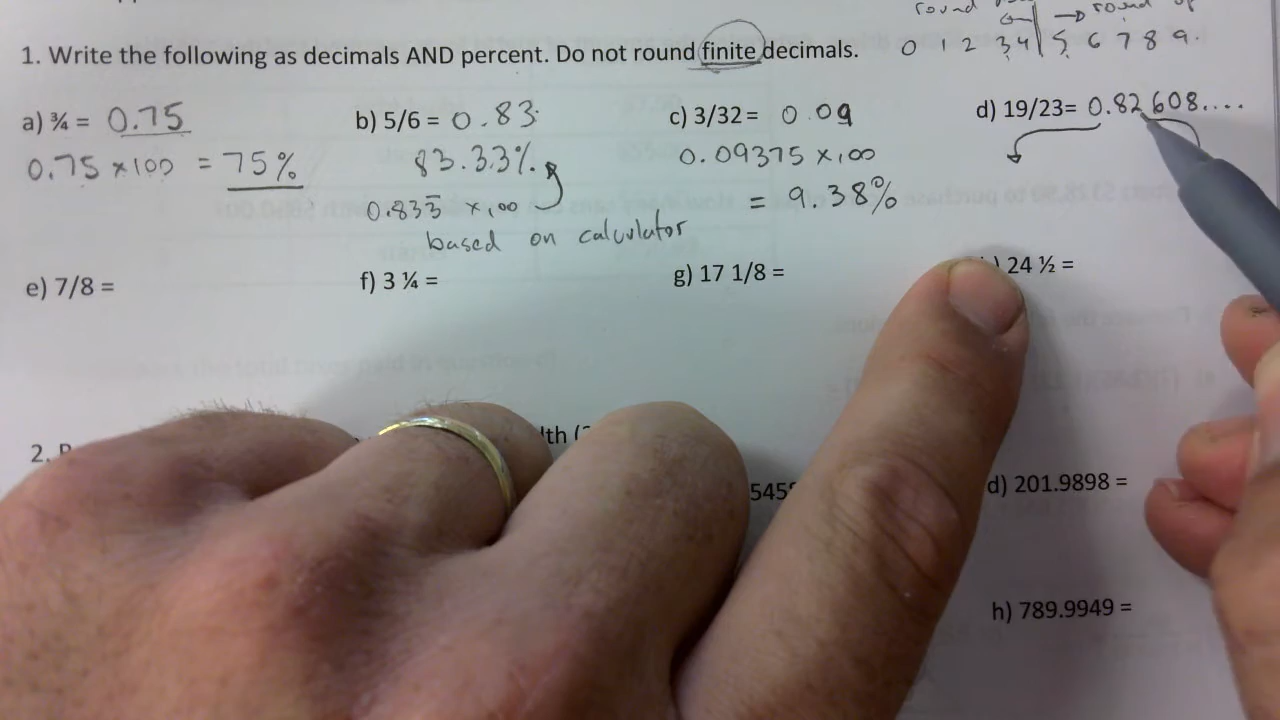 round → round up
1. Write the following as decimals AND percent. Do not round finite decimals. 0 1 2 3 4 | 5 6 7 8 9.
a) ¾ = 0.75 b) 5/6 = 0.83 c) 3/32 = 0.09 d) 19/23= 0.82608....
0.75 x 100 = 75% 83.33% 0.09375 x 100
0.833̅ x 100 = 9.38%
based on calculator
e) 7/8 = f) 3 ¼ = g) 17 1/8 = ) 24 ½ =
2. lth (
5459 d) 201.9898 =
h) 789.9949 =